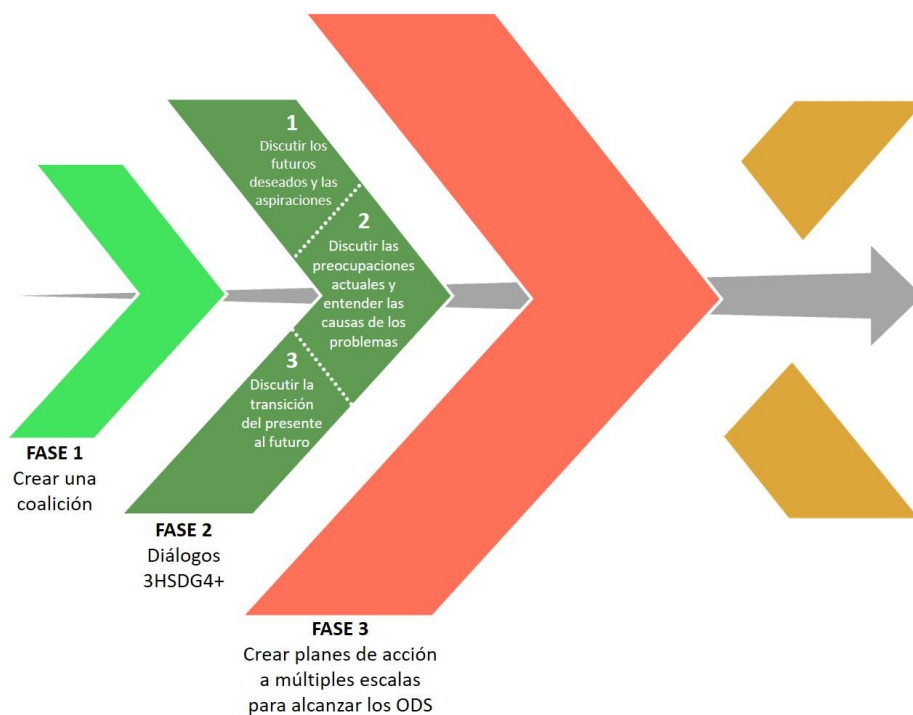 1
Discutir los
futuros
deseados y las
aspiraciones
2
Discutir las
preocupaciones
actuales y
entender las
causas de los
problemas
3
Discutir la
transición
del presente
al futuro
FASE 1
Crear una
coalición
FASE 2
Diálogos
3HSDG4+
FASE 3
Crear planes de acción
a múltiples escalas
para alcanzar los ODS